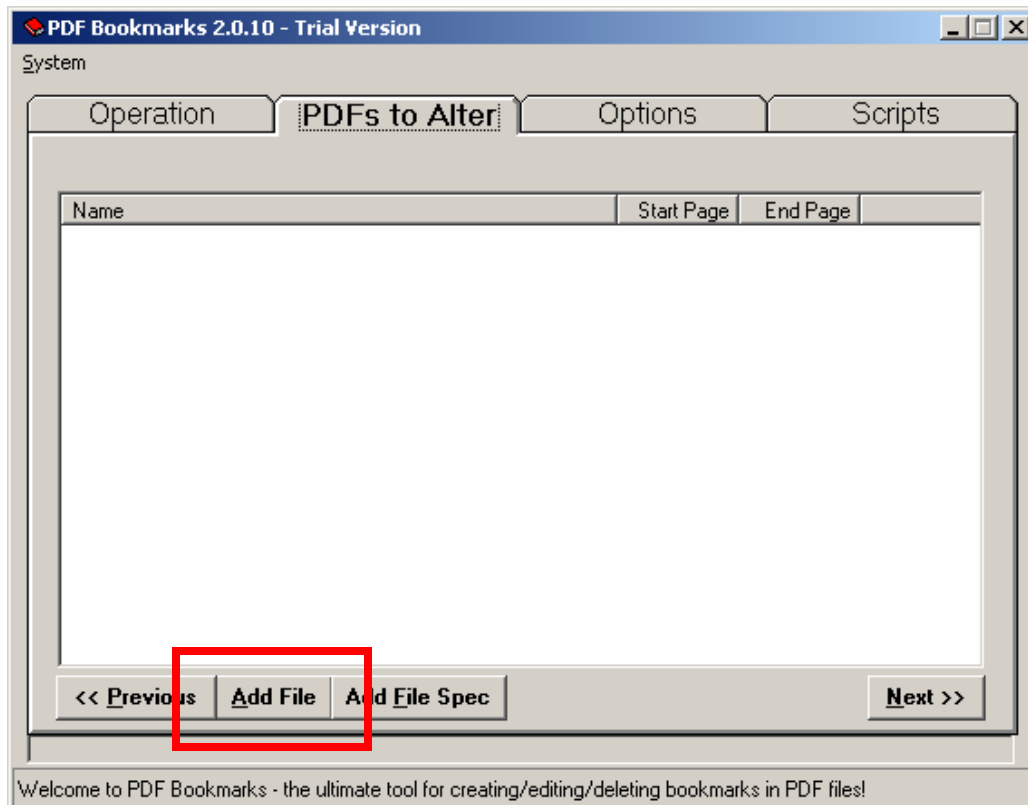 PDF Bookmarks 2.0.10 - Trial Version
System
Operation PDFs to Alter Options Scripts
Name Start Page End Page
<< Previous Add File Add File Spec Next >>
Welcome to PDF Bookmarks - the ultimate tool for creating/editing/deleting bookmarks in PDF files!